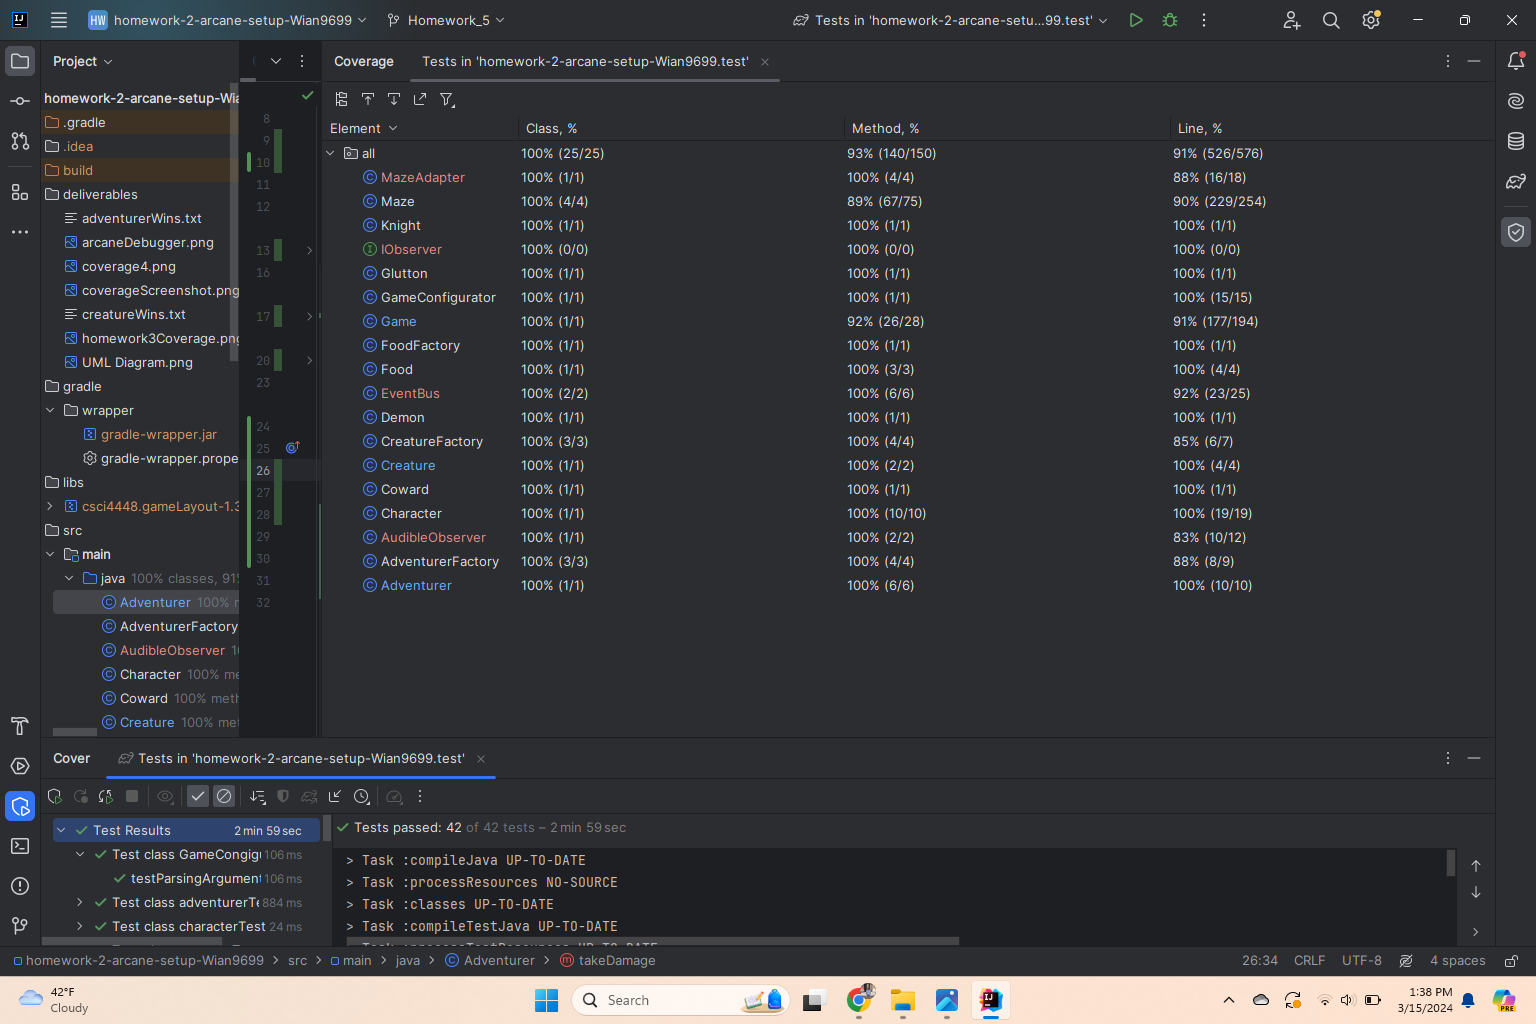 HW homework-2-arcane-setup-Wian9699 Homework_5 Tests in 'homework-2-arcane-setu...99.test'
Project
Coverage Tests in 'homework-2-arcane-setup-Wian9699.test'
homework-2-arcane-setup-Wia
.gradle
.idea
build
deliverables
adventurerWins.txt
arcaneDebugger.png
coverage4.png
coverageScreenshot.png
creatureWins.txt
homework3Coverage.png
UML Diagram.png
gradle
wrapper
gradle-wrapper.jar
gradle-wrapper.prope
libs
csci4448.gameLayout-1.3
src
main
java 100% classes, 91%
Adventurer 100% m
AdventurerFactory
AudibleObserver 10
Character 100% me
Coward 100% meth
Creature 100% met
8
9
10
11
12
13
16
17
20
23
24
25
26
27
28
29
30
31
32
Element Class, % Method, % Line, %
all 100% (25/25) 93% (140/150) 91% (526/576)
MazeAdapter 100% (1/1) 100% (4/4) 88% (16/18)
Maze 100% (4/4) 89% (67/75) 90% (229/254)
Knight 100% (1/1) 100% (1/1) 100% (1/1)
IObserver 100% (0/0) 100% (0/0) 100% (0/0)
Glutton 100% (1/1) 100% (1/1) 100% (1/1)
GameConfigurator 100% (1/1) 100% (1/1) 100% (15/15)
Game 100% (1/1) 92% (26/28) 91% (177/194)
FoodFactory 100% (1/1) 100% (1/1) 100% (1/1)
Food 100% (1/1) 100% (3/3) 100% (4/4)
EventBus 100% (2/2) 100% (6/6) 92% (23/25)
Demon 100% (1/1) 100% (1/1) 100% (1/1)
CreatureFactory 100% (3/3) 100% (4/4) 85% (6/7)
Creature 100% (1/1) 100% (2/2) 100% (4/4)
Coward 100% (1/1) 100% (1/1) 100% (1/1)
Character 100% (1/1) 100% (10/10) 100% (19/19)
AudibleObserver 100% (1/1) 100% (2/2) 83% (10/12)
AdventurerFactory 100% (3/3) 100% (4/4) 88% (8/9)
Adventurer 100% (1/1) 100% (6/6) 100% (10/10)
Cover Tests in 'homework-2-arcane-setup-Wian9699.test'
Test Results 2 min 59 sec
Test class GameCongigu 106 ms
testParsingArgument 106 ms
Test class adventurerTe 884 ms
Test class characterTest 24 ms
Tests passed: 42 of 42 tests – 2 min 59 sec
> Task :compileJava UP-TO-DATE
> Task :processResources NO-SOURCE
> Task :classes UP-TO-DATE
> Task :compileTestJava UP-TO-DATE
> Task :processTestResources UP-TO-DATE
homework-2-arcane-setup-Wian9699 > src > main > java > Adventurer > takeDamage 26:34 CRLF UTF-8 4 spaces
42°F
Cloudy
Search
1:38 PM
3/15/2024
PRE